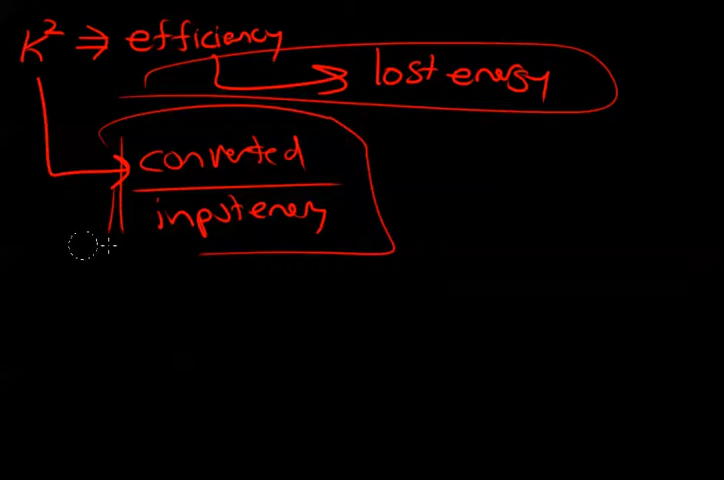 K² ⇒ efficiency
lost energy
converted
input energy